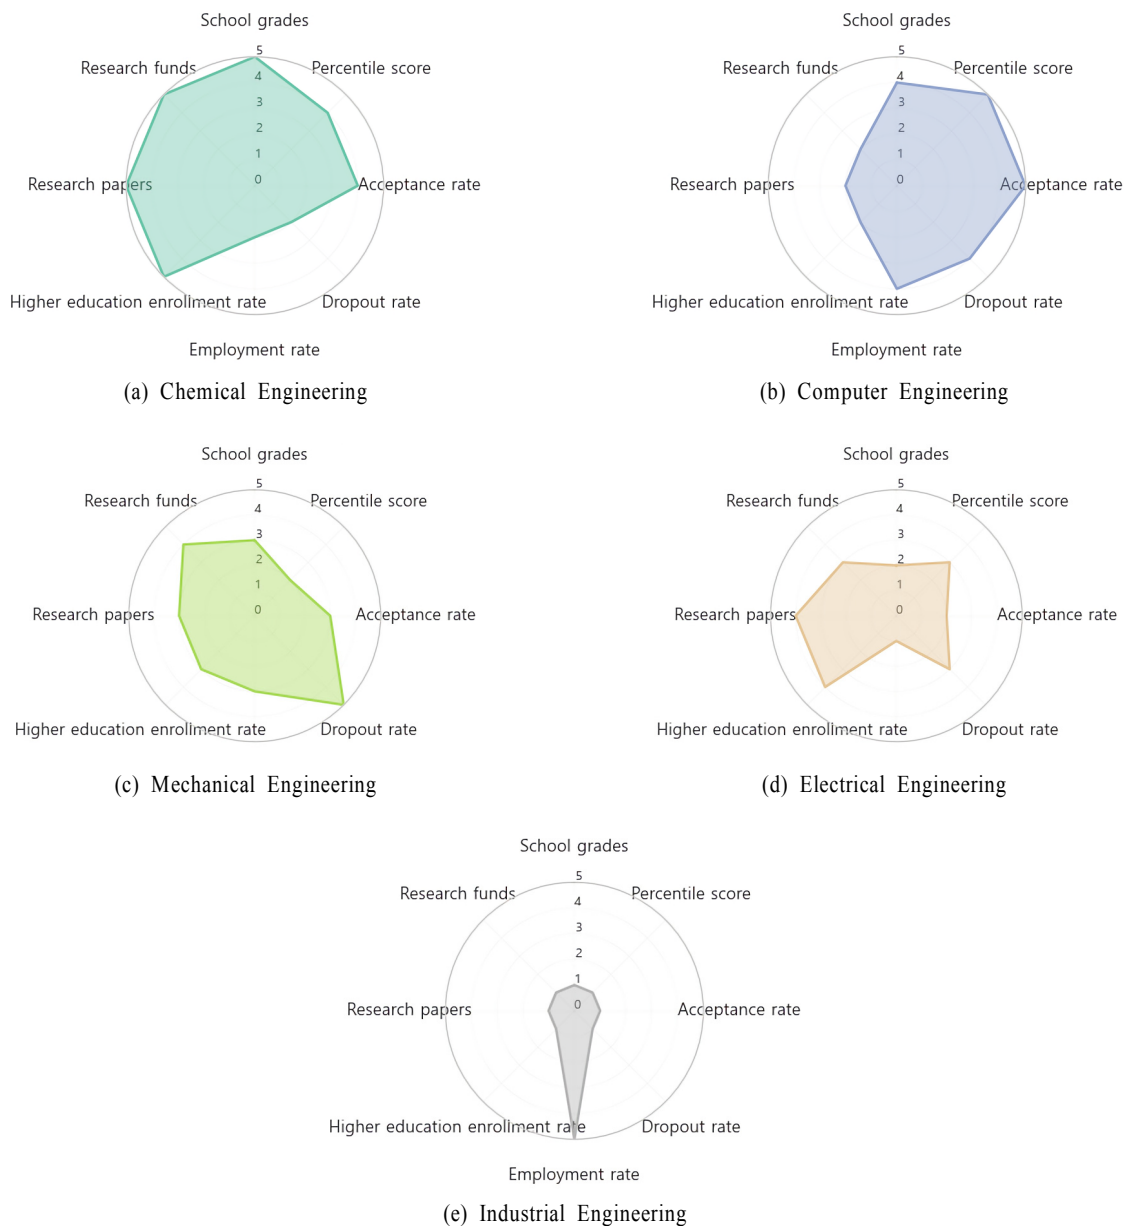 School grades
Research funds
Percentile score
5
4
3
2
1
0
Research papers
Acceptance rate
Higher education enrollment rate
Dropout rate
Employment rate
(a) Chemical Engineering
School grades
Research funds
Percentile score
5
4
3
2
1
0
Research papers
Acceptance rate
Higher education enrollment rate
Dropout rate
Employment rate
(b) Computer Engineering
School grades
Research funds
Percentile score
5
4
3
2
1
0
Research papers
Acceptance rate
Higher education enrollment rate
Dropout rate
(c) Mechanical Engineering
School grades
Research funds
Percentile score
5
4
3
2
1
0
Research papers
Acceptance rate
Higher education enrollment rate
Dropout rate
(d) Electrical Engineering
School grades
Research funds
Percentile score
5
4
3
2
1
0
Research papers
Acceptance rate
Higher education enrollment rate
Dropout rate
Employment rate
(e) Industrial Engineering